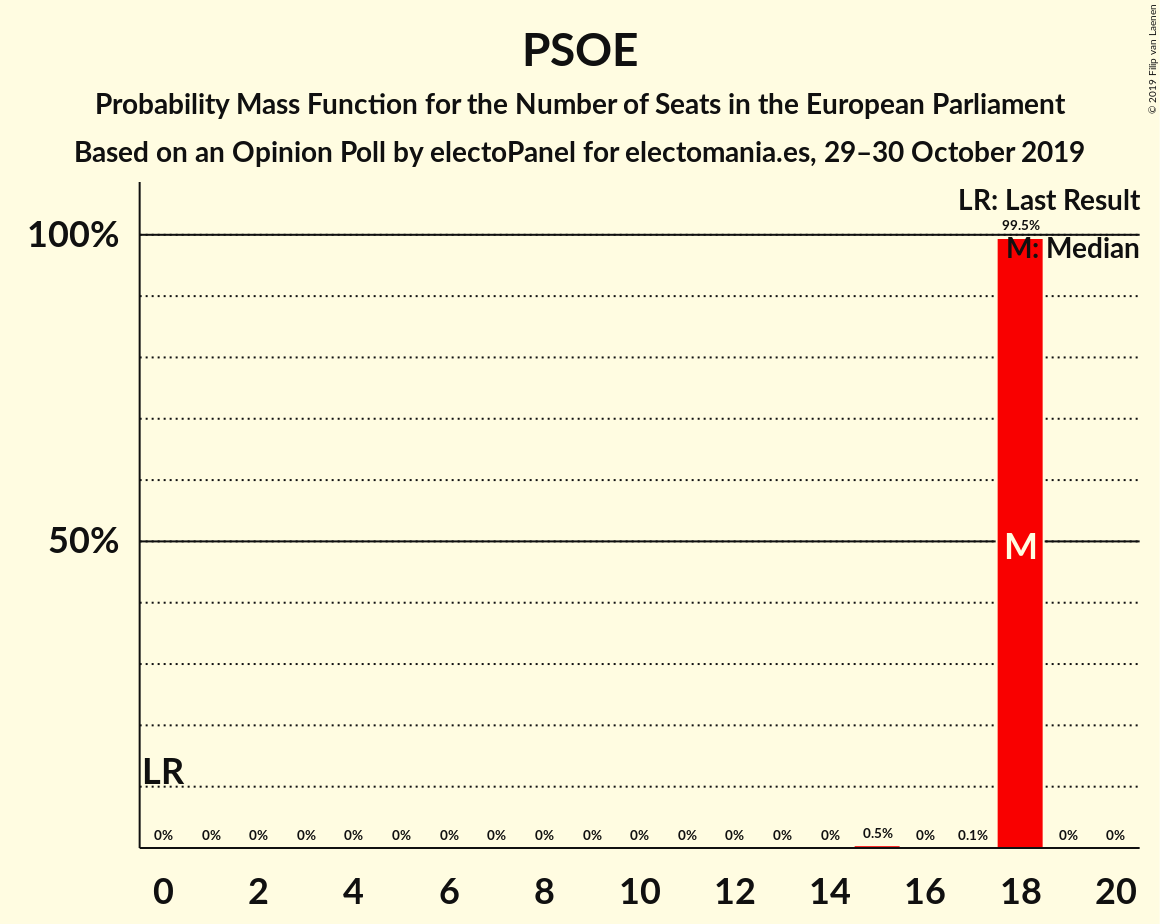 PSOE
Probability Mass Function for the Number of Seats in the European Parliament
Based on an Opinion Poll by electoPanel for electomania.es, 29–30 October 2019
© 2019 Filip van Laenen
LR: Last Result
M: Median
100%
50%
99.5%
M
LR
0% 0% 0% 0% 0% 0% 0% 0% 0% 0% 0% 0% 0% 0% 0% 0.5% 0% 0.1% 0% 0%
0 2 4 6 8 10 12 14 16 18 20